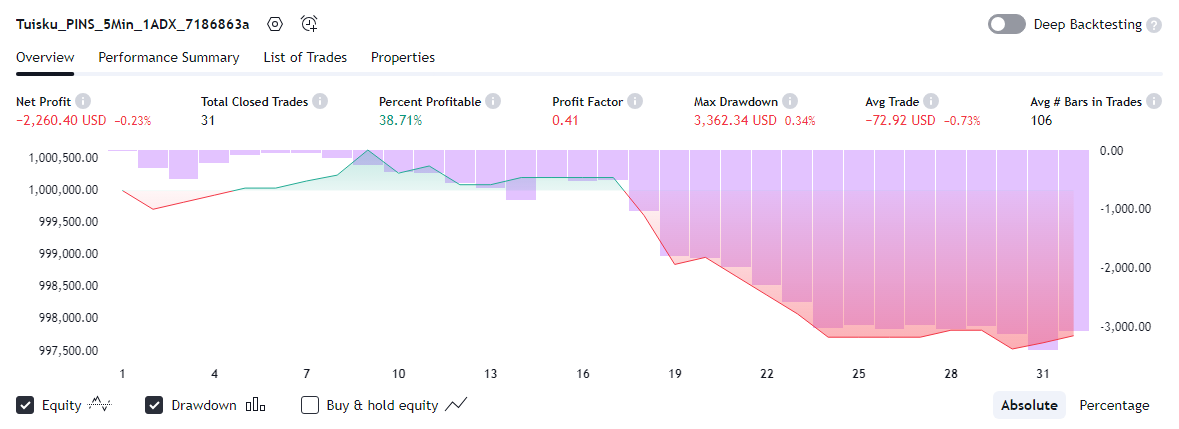 Tuisku_PINS_5Min_1ADX_7186863a Deep Backtesting ?
Overview Performance Summary List of Trades Properties
Net Profit i Total Closed Trades i Percent Profitable i Profit Factor i Max Drawdown i Avg Trade i Avg # Bars in Trades i
−2,260.40 USD −0.23% 31 38.71% 0.41 3,362.34 USD 0.34% −72.92 USD −0.73% 106
1,000,500.00 0.00
1,000,000.00
999,500.00 -1,000.00
999,000.00
998,500.00 -2,000.00
998,000.00 -3,000.00
997,500.00
1 4 7 10 13 16 19 22 25 28 31
Equity Drawdown Buy & hold equity Absolute Percentage